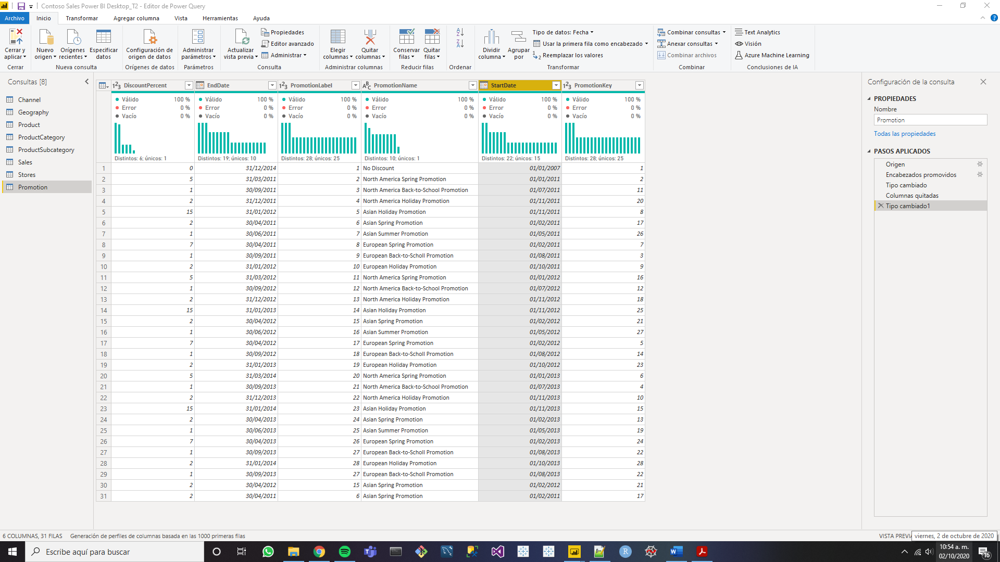 Contoso Sales Power BI Desktop_T2 - Editor de Power Query
Archivo Inicio Transformar Agregar columna Vista Herramientas Ayuda
Cerrar y aplicar
Nuevo origen
Orígenes recientes
Especificar datos
Configuración de origen de datos
Administrar parámetros
Actualizar vista previa
Propiedades
Editor avanzado
Administrar
Elegir columnas
Quitar columnas
Conservar filas
Quitar filas
Dividir columna
Agrupar por
Tipo de datos: Fecha
Usar la primera fila como encabezado
Reemplazar los valores
Combinar consultas
Anexar consultas
Combinar archivos
Text Analytics
Visión
Azure Machine Learning
Cerrar Nueva consulta Orígenes de datos Parámetros Consulta Administrar columnas Reducir filas Ordenar Transformar Combinar Conclusiones de IA
Consultas [8]
Channel
Geography
Product
ProductCategory
ProductSubcategory
Sales
Stores
Promotion
DiscountPercent EndDate PromotionLabel PromotionName StartDate PromotionKey
Válido 100 % Válido 100 % Válido 100 % Válido 100 % Válido 100 % Válido 100 %
Error 0 % Error 0 % Error 0 % Error 0 % Error 0 % Error 0 %
Vacío 0 % Vacío 0 % Vacío 0 % Vacío 0 % Vacío 0 % Vacío 0 %
Distintos: 6; únicos: 1 Distintos: 19; únicos: 10 Distintos: 28; únicos: 25 Distintos: 10; únicos: 1 Distintos: 22; únicos: 15 Distintos: 28; únicos: 25
1 0 31/12/2014 1 No Discount 01/01/2007 1
2 5 31/03/2011 2 North America Spring Promotion 01/01/2011 2
3 1 30/09/2011 3 North America Back-to-School Promotion 01/07/2011 11
4 2 31/12/2011 4 North America Holiday Promotion 01/11/2011 20
5 15 31/01/2012 5 Asian Holiday Promotion 01/11/2011 8
6 2 30/04/2011 6 Asian Spring Promotion 01/02/2011 17
7 1 30/06/2011 7 Asian Summer Promotion 01/05/2011 26
8 7 30/04/2011 8 European Spring Promotion 01/02/2011 7
9 1 30/09/2011 9 European Back-to-Scholl Promotion 01/08/2011 3
10 2 31/01/2012 10 European Holiday Promotion 01/10/2011 9
11 5 31/03/2012 11 North America Spring Promotion 01/01/2012 16
12 1 30/09/2012 12 North America Back-to-School Promotion 01/07/2012 12
13 2 31/12/2012 13 North America Holiday Promotion 01/11/2012 18
14 15 31/01/2013 14 Asian Holiday Promotion 01/11/2012 25
15 2 30/04/2012 15 Asian Spring Promotion 01/02/2012 21
16 1 30/06/2012 16 Asian Summer Promotion 01/05/2012 27
17 7 30/04/2012 17 European Spring Promotion 01/02/2012 5
18 1 30/09/2012 18 European Back-to-Scholl Promotion 01/08/2012 14
19 2 31/01/2013 19 European Holiday Promotion 01/10/2012 23
20 5 31/03/2014 20 North America Spring Promotion 01/01/2013 6
21 1 30/09/2013 21 North America Back-to-School Promotion 01/07/2013 4
22 2 31/12/2013 22 North America Holiday Promotion 01/11/2013 10
23 15 31/01/2014 23 Asian Holiday Promotion 01/11/2013 15
24 2 30/04/2013 24 Asian Spring Promotion 01/02/2013 13
25 1 30/06/2013 25 Asian Summer Promotion 01/05/2013 19
26 7 30/04/2013 26 European Spring Promotion 01/02/2013 24
27 1 30/09/2013 27 European Back-to-Scholl Promotion 01/08/2013 22
28 2 31/01/2014 28 European Holiday Promotion 01/10/2013 28
29 1 30/09/2013 27 European Back-to-Scholl Promotion 01/08/2013 22
30 2 30/04/2012 15 Asian Spring Promotion 01/02/2012 21
31 2 30/04/2011 6 Asian Spring Promotion 01/02/2011 17
Configuración de la consulta
PROPIEDADES
Nombre
Promotion
Todas las propiedades
PASOS APLICADOS
Origen
Encabezados promovidos
Tipo cambiado
Columnas quitadas
Tipo cambiado1
6 COLUMNAS, 31 FILAS Generación de perfiles de columnas basada en las 1000 primeras filas VISTA PREVIA
viernes, 2 de octubre de 2020
Escribe aquí para buscar
10:54 a. m.
02/10/2020
16